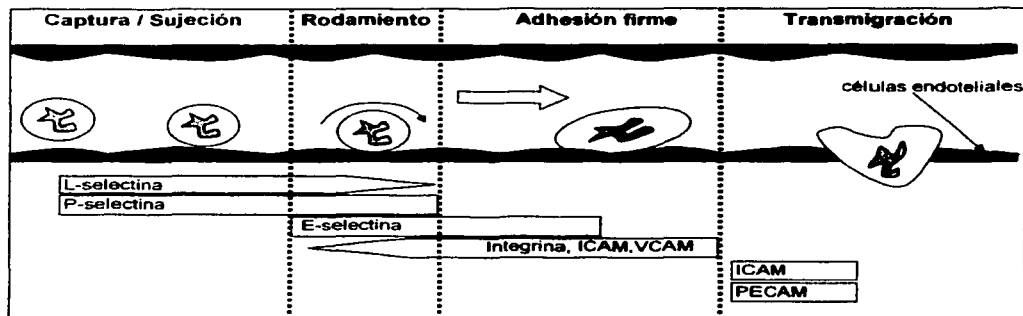 Captura / Sujeción
Rodamiento
Adhesión firme
Transmigración
células endoteliales
L-selectina
P-selectina
E-selectina
Integrina, ICAM,VCAM
ICAM
PECAM